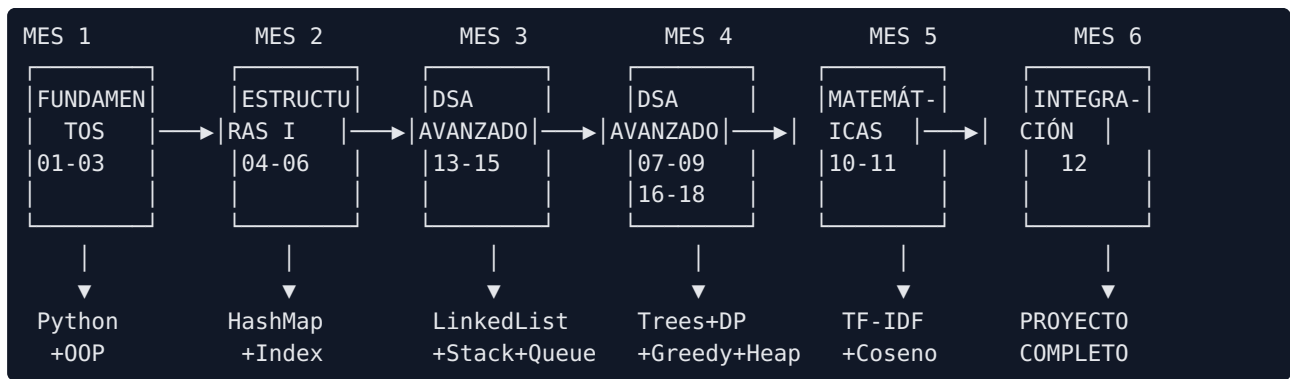 MES 1 MES 2 MES 3 MES 4 MES 5 MES 6
FUNDAMEN ESTRUCTU DSA DSA MATEMÁT- INTEGRA-
TOS RAS I AVANZADO AVANZADO ICAS CIÓN
01-03 04-06 13-15 07-09 10-11 12
16-18
Python HashMap LinkedList Trees+DP TF-IDF PROYECTO
+OOP +Index +Stack+Queue +Greedy+Heap +Coseno COMPLETO